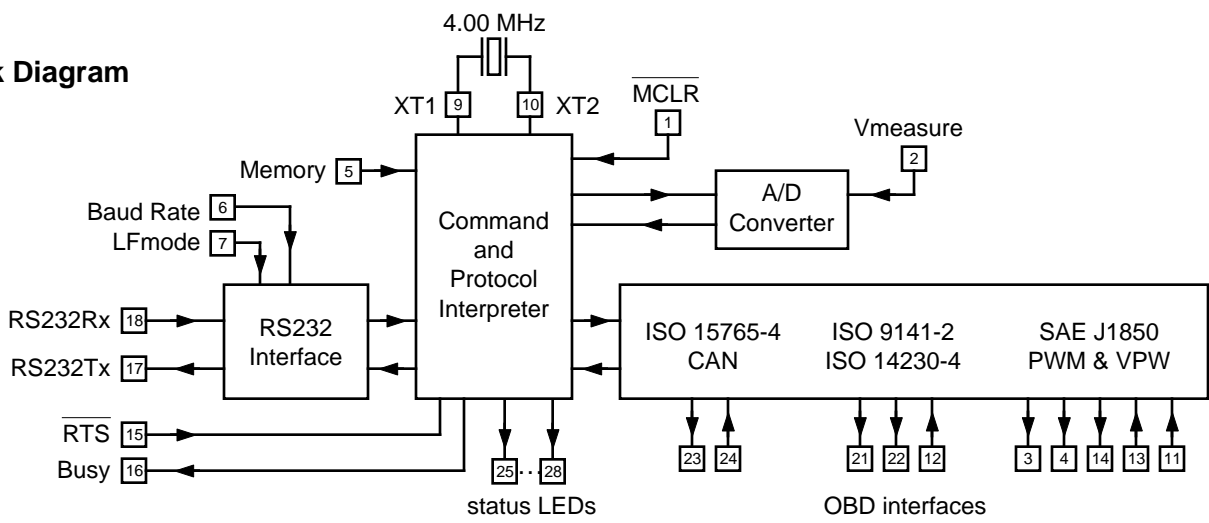 4.00 MHz
k Diagram
XT1 9 10 XT2
MCLR
1
Vmeasure
2
Memory 5
A/D
Converter
Baud Rate 6
LFmode 7
Command
and
Protocol
Interpreter
RS232Rx 18
RS232Tx 17
RS232
Interface
ISO 15765-4
CAN
ISO 9141-2
ISO 14230-4
SAE J1850
PWM & VPW
RTS 15
Busy 16
25 ... 28
status LEDs
23 24 21 22 12 3 4 14 13 11
OBD interfaces